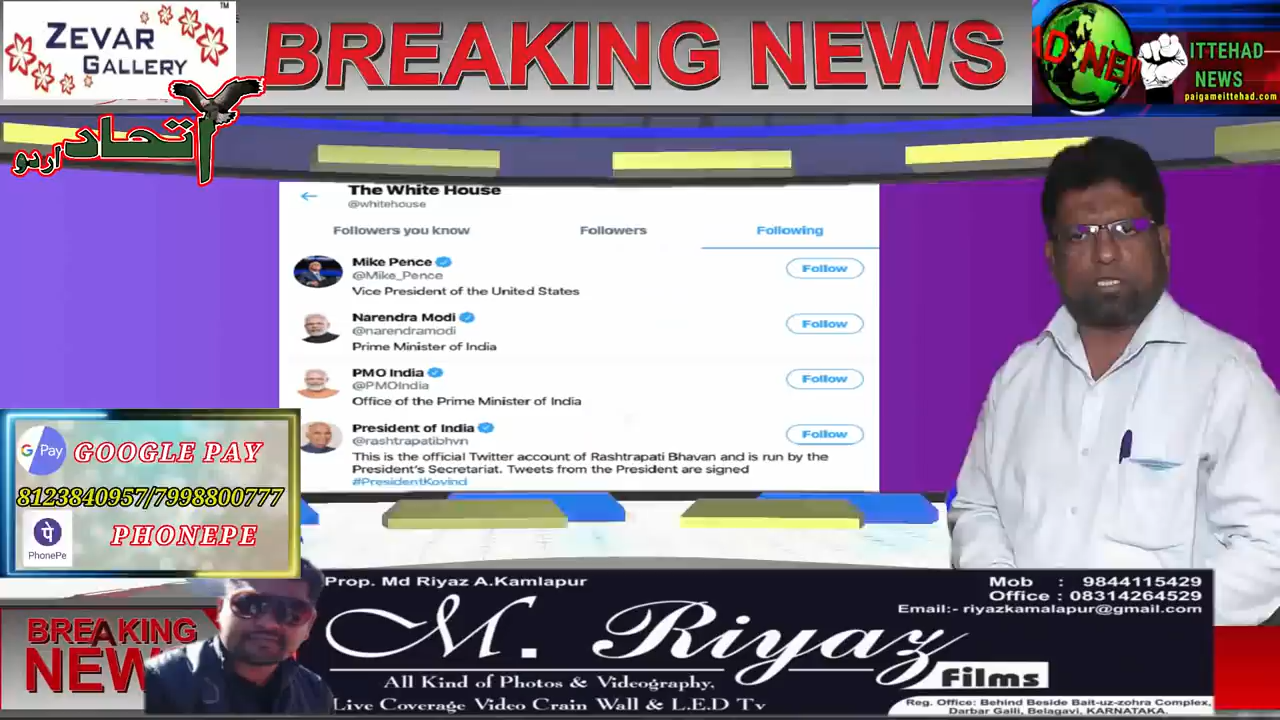 ZEVAR
GALLERY
TM
BREAKING NEWS
ITTEHAD
NEWS
paigameittehad.com
اتحاد
اردو
The White House
@whitehouse
Followers you know Followers Following
Mike Pence
@Mike_Pence
Vice President of the United States
Follow
Narendra Modi
@narendramodi
Prime Minister of India
Follow
PMO India
@PMOIndia
Office of the Prime Minister of India
Follow
President of India
@rashtrapatibhvn
This is the official Twitter account of Rashtrapati Bhavan and is run by the
President's Secretariat. Tweets from the President are signed
#PresidentKovind
Follow
G Pay GOOGLE PAY
8123840957/7998800777
पे PHONEPE
PhonePe
BREAKING
NEW
Prop. Md Riyaz A.Kamlapur
Mob : 9844115429
Office : 08314264529
Email:- riyazkamalapur@gmail.com
M. Riyaz
Films
All Kind of Photos & Videography,
Live Coverage Video Crain Wall & L.E.D Tv
Reg. Office: Behind Beside Bait-uz-zohra Complex,
Darbar Galli, Belagavi, KARNATAKA.